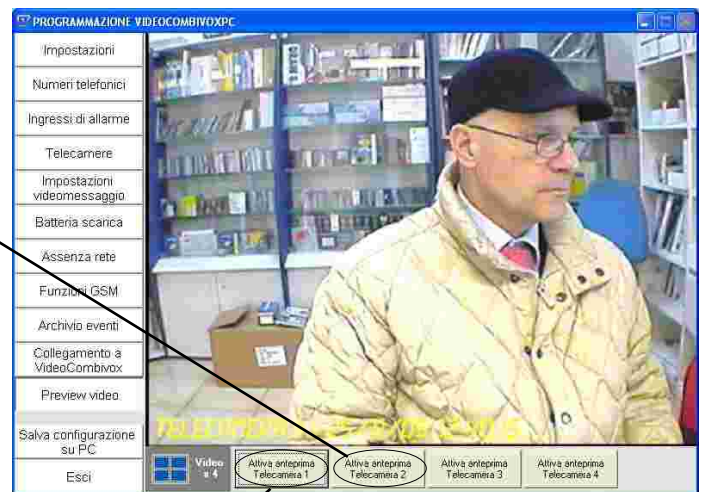 PROGRAMMAZIONE VIDEOCOMBIVOXPC
Impostazioni
Numeri telefonici
Ingressi di allarme
Telecamere
Impostazioni
videomessaggio
Batteria scarica
Assenza rete
Funzioni GSM
Archivio eventi
Collegamento a
VideoCombivox
Preview video
Salva configurazione
su PC
Esci
Video
x 4
Attiva anteprima
Telecamera 1
Attiva anteprima
Telecamera 2
Attiva anteprima
Telecamera 3
Attiva anteprima
Telecamera 4